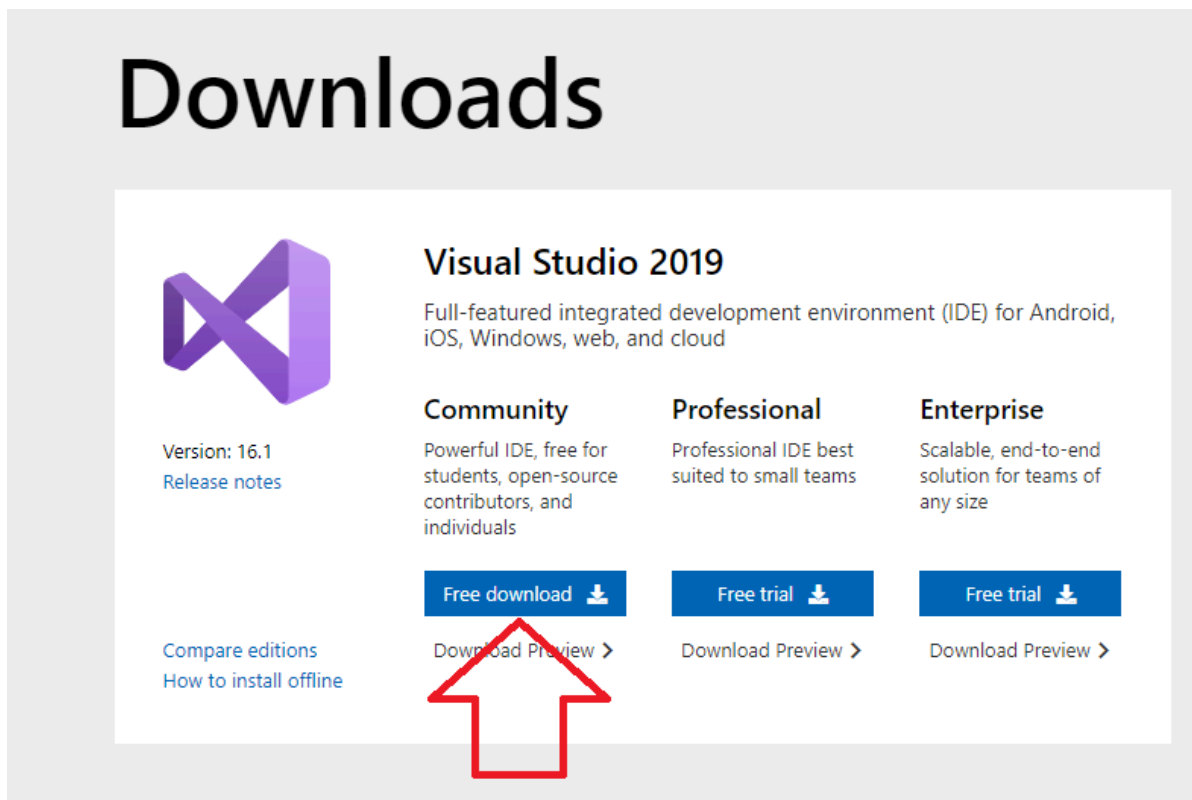 Downloads
Visual Studio 2019
Full-featured integrated development environment (IDE) for Android,
iOS, Windows, web, and cloud
Version: 16.1
Release notes
Compare editions
How to install offline
Community
Powerful IDE, free for
students, open-source
contributors, and
individuals
Free download
Download Preview
Professional
Professional IDE best
suited to small teams
Free trial
Download Preview
Enterprise
Scalable, end-to-end
solution for teams of
any size
Free trial
Download Preview